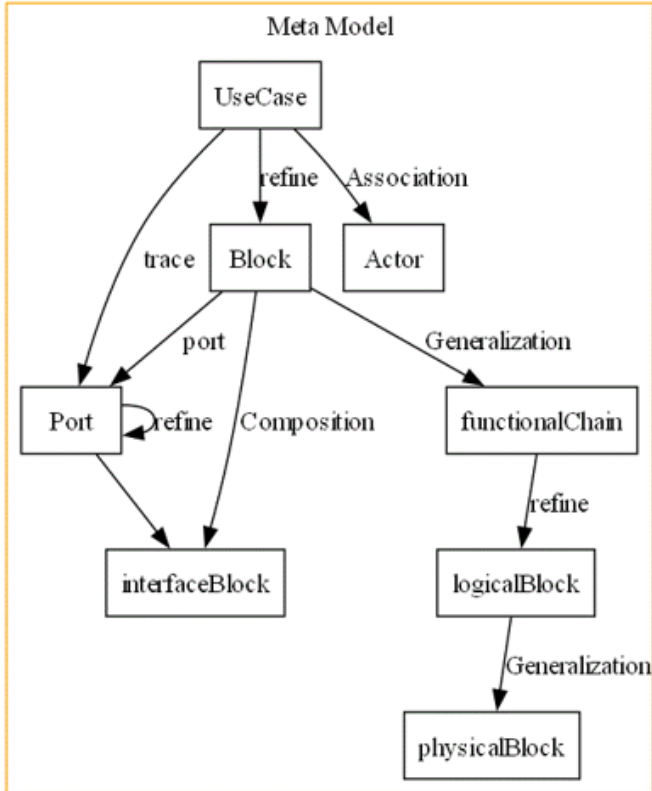 Meta Model
UseCase
refine
Association
trace
Block
Actor
port
Generalization
Port
refine
Composition
functionalChain
refine
interfaceBlock
logicalBlock
Generalization
physicalBlock